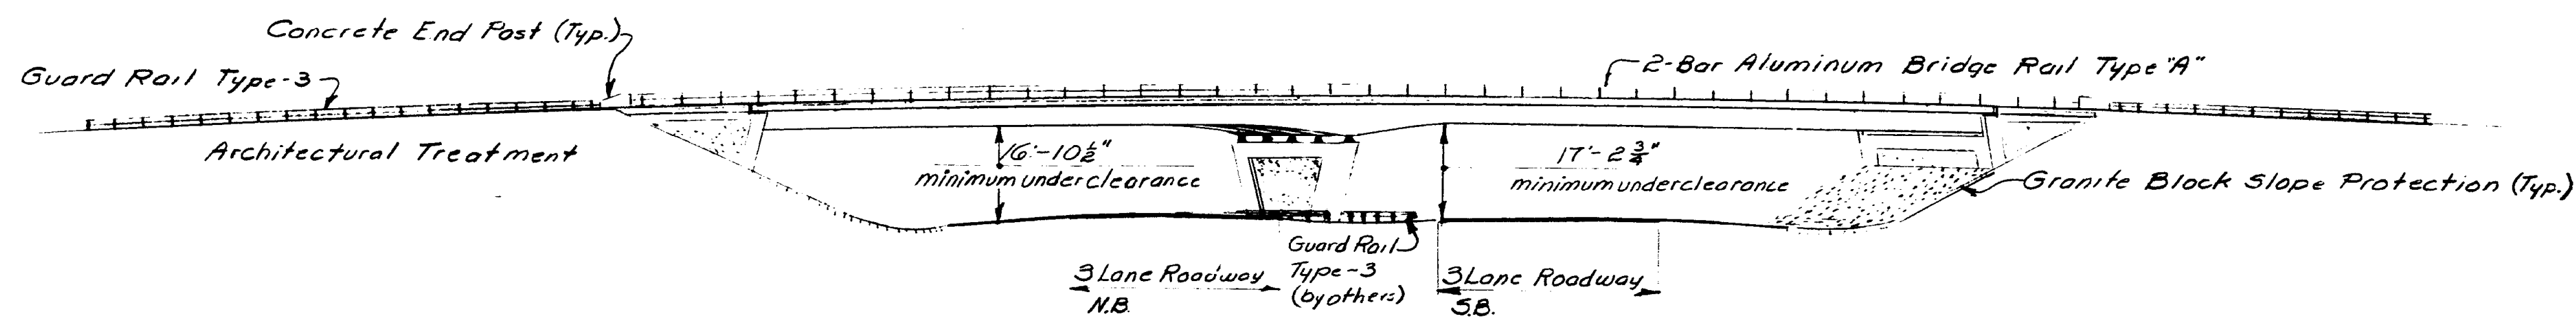 Concrete End Post (Typ.)
Guard Rail Type-3
2-Bar Aluminum Bridge Rail Type "A"
Architectural Treatment
16'-10½"
minimum underclearance
17'-2¾"
minimum underclearance
Granite Block Slope Protection (Typ.)
Guard Rail
Type-3
(by others)
3 Lane Roadway
N.B.
3 Lane Roadway
S.B.